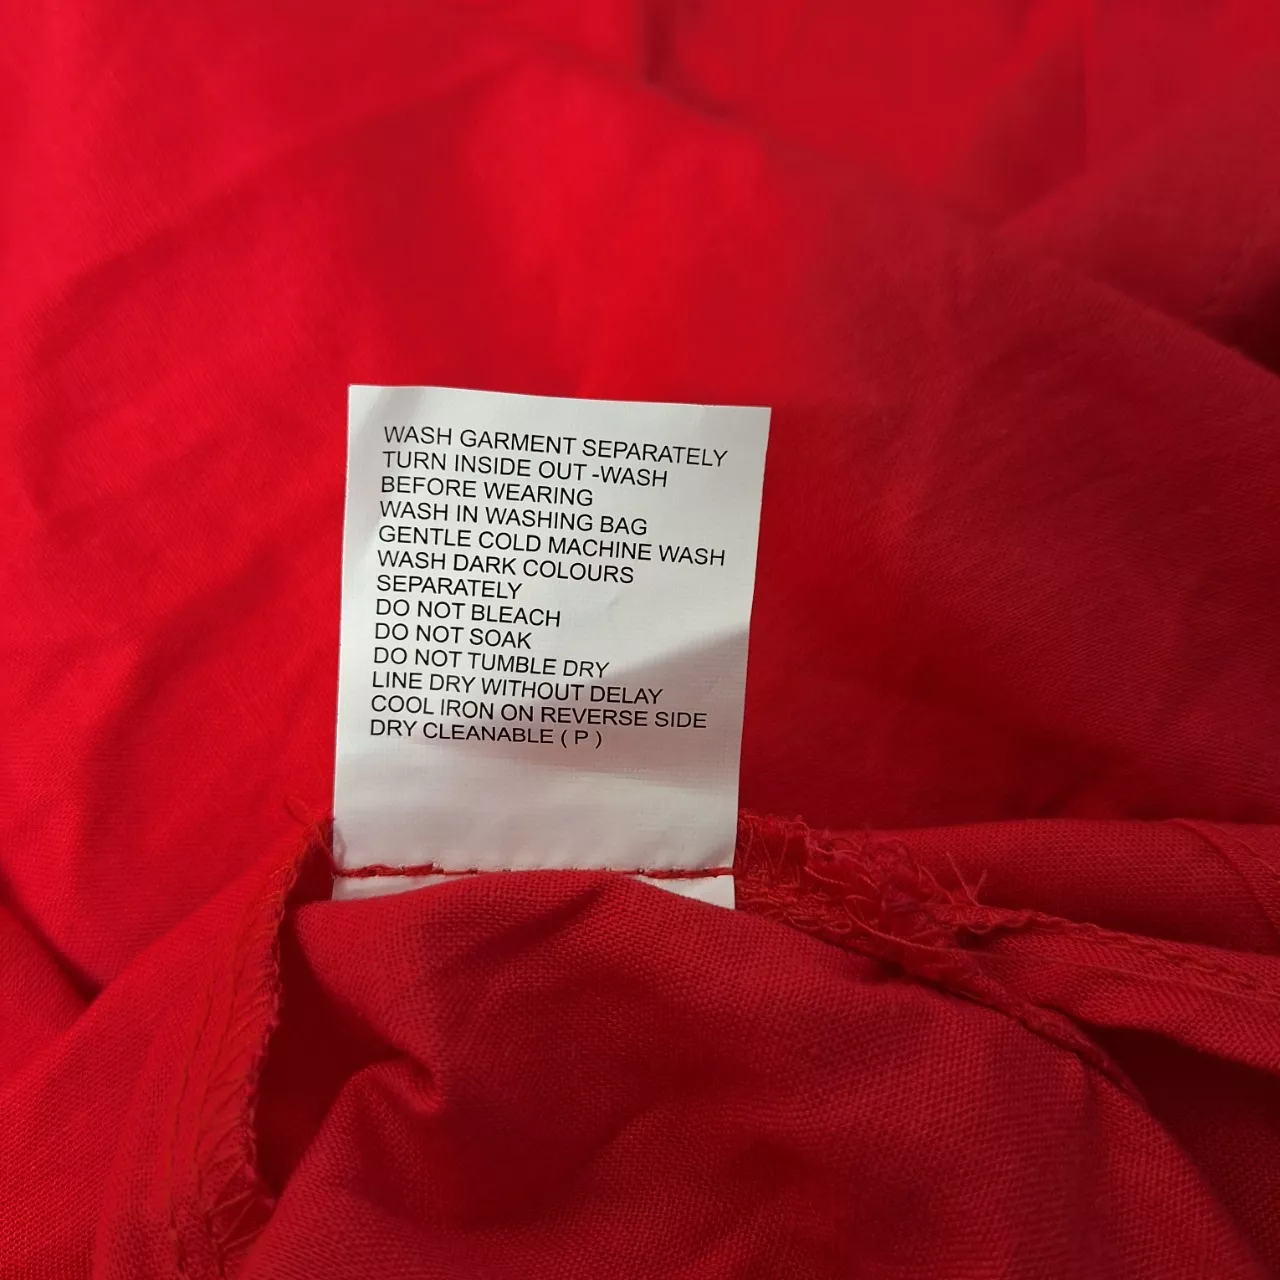 WASH GARMENT SEPARATELY
TURN INSIDE OUT -WASH
BEFORE WEARING
WASH IN WASHING BAG
GENTLE COLD MACHINE WASH
WASH DARK COLOURS
SEPARATELY
DO NOT BLEACH
DO NOT SOAK
DO NOT TUMBLE DRY
LINE DRY WITHOUT DELAY
COOL IRON ON REVERSE SIDE
DRY CLEANABLE ( P )